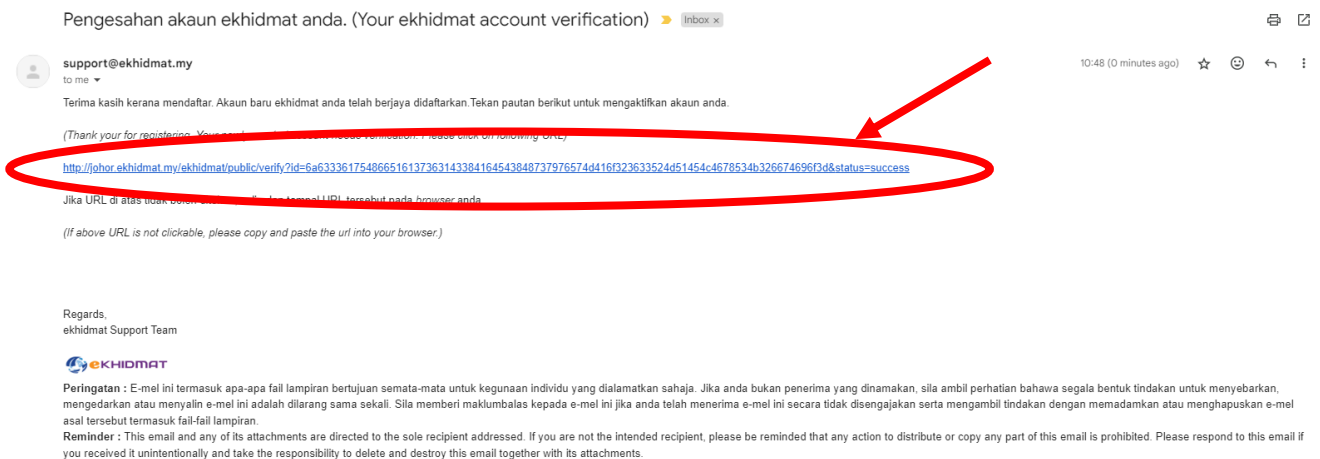 Pengesahan akaun ekhidmat anda. (Your ekhidmat account verification) Inbox ×
support@ekhidmat.my 10:48 (0 minutes ago)
to me
Terima kasih kerana mendaftar. Akaun baru ekhidmat anda telah berjaya didaftarkan.Tekan pautan berikut untuk mengaktifkan akaun anda.
(Thank your for registering. Your needs verification. Please click on following URL)
http://johor.ekhidmat.my/ekhidmat/public/verify?id=6a63336175486651613736314338416454384873797657 4d416f323633524d51454c4678534b326674696f3d&status=success
Jika URL di atas tidak boleh tampal URL tersebut pada browser anda
(If above URL is not clickable, please copy and paste the url into your browser.)
Regards,
ekhidmat Support Team
eKHIDMAT
Peringatan : E-mel ini termasuk apa-apa fail lampiran bertujuan semata-mata untuk kegunaan individu yang dialamatkan sahaja. Jika anda bukan penerima yang dinamakan, sila ambil perhatian bahawa segala bentuk tindakan untuk menyebarkan,
mengedarkan atau menyalin e-mel ini adalah dilarang sama sekali. Sila memberi maklumbalas kepada e-mel ini jika anda telah menerima e-mel ini secara tidak disengajakan serta mengambil tindakan dengan memadamkan atau menghapuskan e-mel
asal tersebut termasuk fail-fail lampiran.
Reminder : This email and any of its attachments are directed to the sole recipient addressed. If you are not the intended recipient, please be reminded that any action to distribute or copy any part of this email is prohibited. Please respond to this email if
you received it unintentionally and take the responsibility to delete and destroy this email together with its attachments.